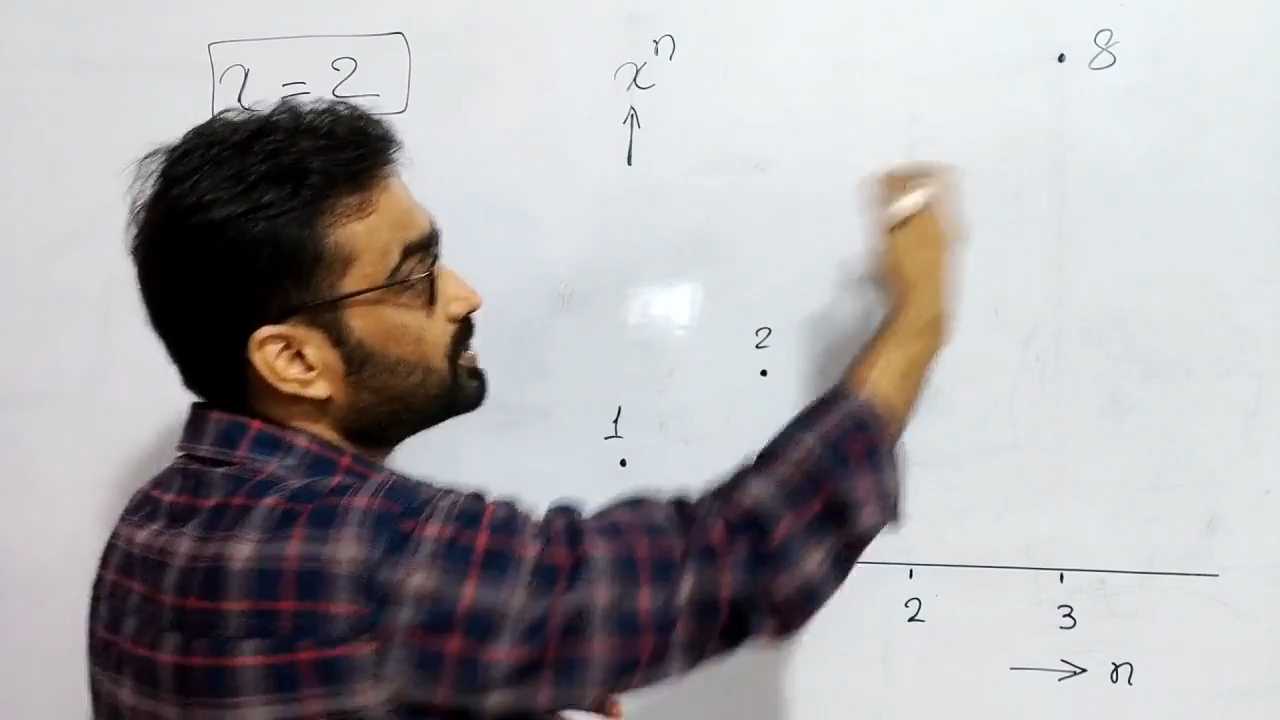 x = 2
xⁿ
↑
• 8
2
1
2 3
→ n